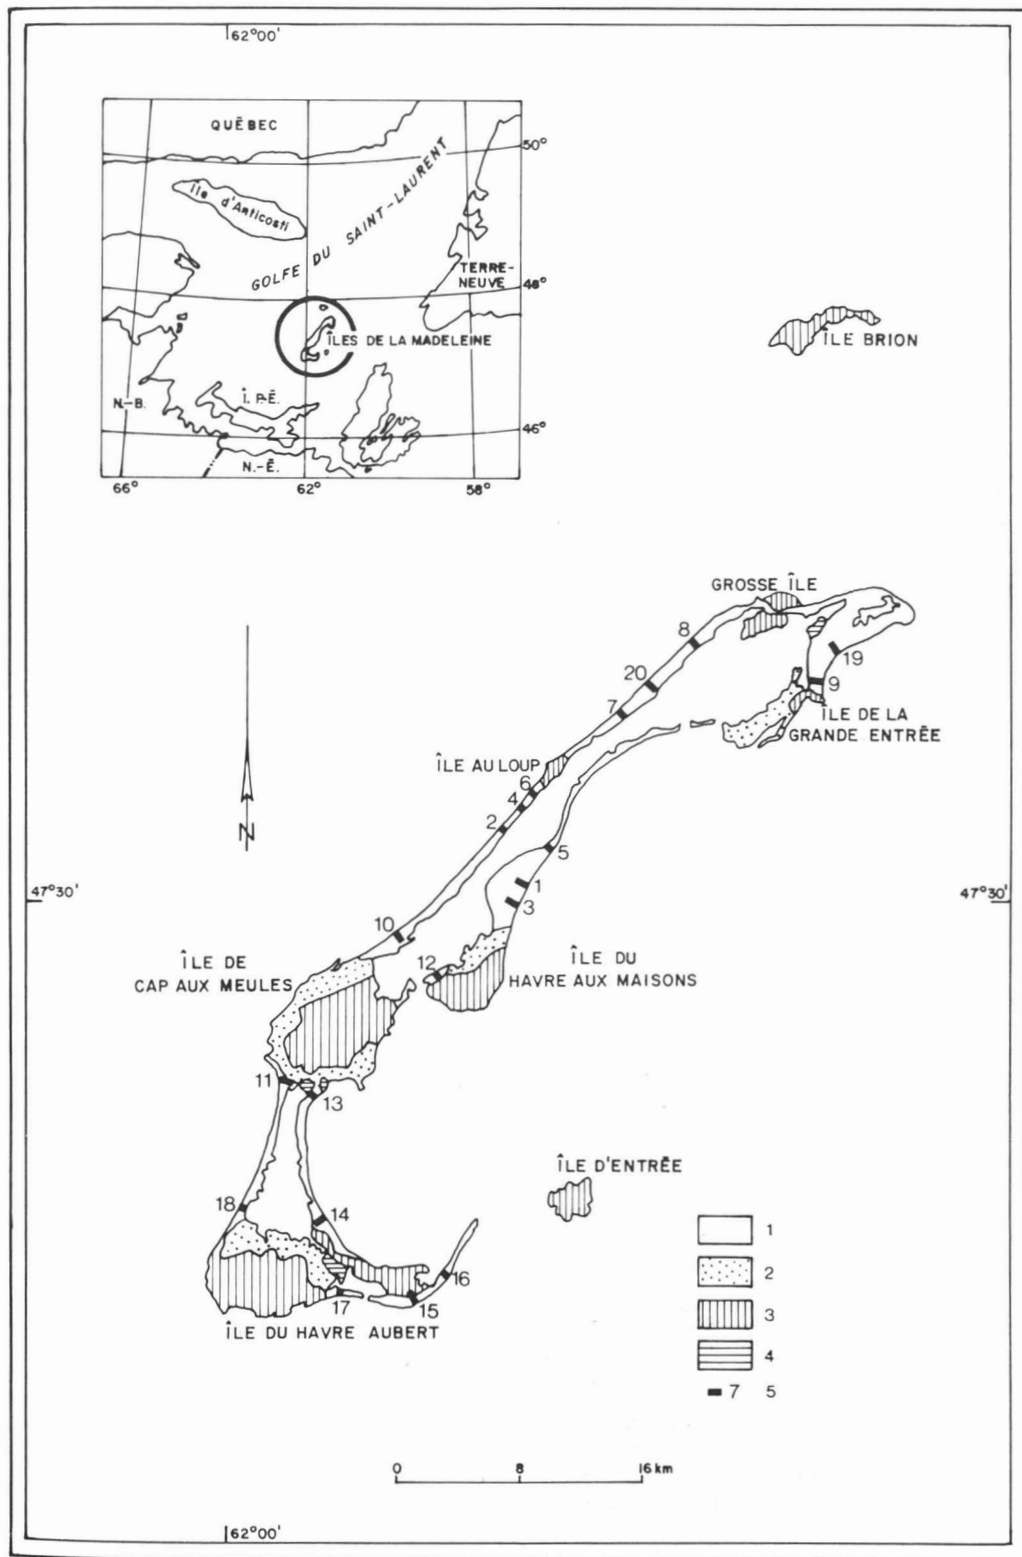 62°00'
QUÉBEC
50°
Île d'Anticosti
GOLFE DU SAINT-LAURENT
TERRE-
NEUVE
48°
ÎLES DE LA MADELEINE
N.-B.
Î. P.-É.
46°
N.-É.
66°
62°
58°
ÎLE BRION
GROSSE ÎLE
8
19
20
9
7
ÎLE DE LA
GRANDE ENTRÉE
ÎLE AU LOUP
6
4
2
5
N
1
47°30'
47°30'
3
10
ÎLE DE
CAP AUX MEULES
12
ÎLE DU
HAVRE AUX MAISONS
11
13
ÎLE D'ENTRÉE
18
14
1
16
2
17
15
3
ÎLE DU HAVRE AUBERT
4
7 5
0 8 16 km
62°00'